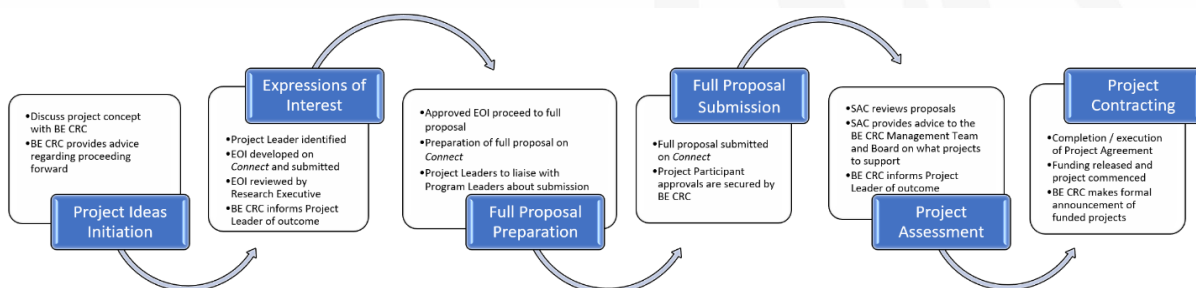 •Discuss project concept
with BE CRC
•BE CRC provides advice
regarding proceeding
forward
Project Ideas
Initiation
Expressions of
Interest
•Project Leader identified
•EOI developed on
Connect and submitted
•EOI reviewed by
Research Executive
•BE CRC informs Project
Leader of outcome
•Approved EOI proceed to full
proposal
•Preparation of full proposal on
Connect
•Project Leaders to liaise with
Program Leaders about submission
Full Proposal
Preparation
Full Proposal
Submission
•Full proposal submitted
on Connect
•Project Participant
approvals are secured by
BE CRC
•SAC reviews proposals
•SAC provides advice to the
BE CRC Management Team
and Board on what projects
to support
•BE CRC informs Project
Leader of outcome
Project
Assessment
Project
Contracting
•Completion / execution
of Project Agreement
•Funding released and
project commenced
•BE CRC makes formal
announcement of
funded projects